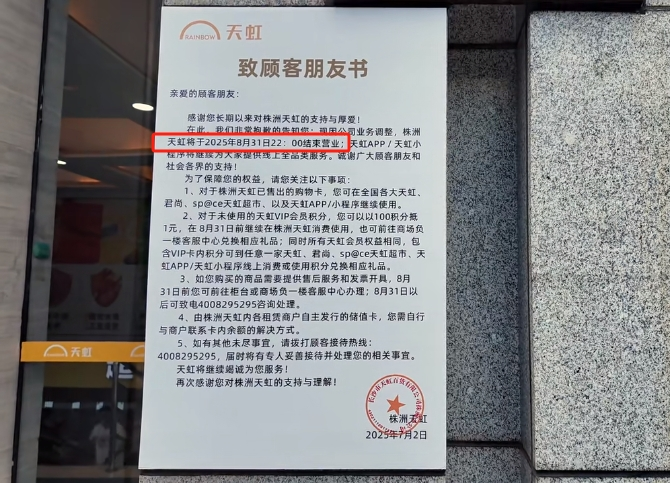 RAINBOW 天虹
致顾客朋友书
亲爱的顾客朋友：
感谢您长期以来对株洲天虹的支持与厚爱！
在此，我们非常抱歉的告知您：现因公司业务调整，株洲
天虹将于2025年8月31日22：00结束营业；天虹APP / 天虹小
程序将继续为大家提供线上全品类服务。诚谢广大顾客朋友和
社会各界的支持！
为了保障您的权益，请您关注以下事项：
1、对于株洲天虹已售出的购物卡，您可在全国各大天虹、
君尚、sp@ce天虹超市、以及天虹APP/小程序继续使用。
2、对于未使用的天虹VIP会员积分，您可以以100积分抵
1元，在 8月31日前继续在株洲天虹消费使用，也可前往商场负
一楼客服中心兑换相应礼品；同时所有天虹会员权益相同，包
含VIP卡内积分可到任意一家天虹、君尚、sp@ce天虹超市、天
虹APP/天虹小程序线上消费或使用积分兑换相应礼品。
3、如您购买的商品需要提供售后服务和发票开具，8月
31日前您可前往柜台或商场负一楼客服中心办理；8月31日以
后可致电4008295295咨询处理。
4、由株洲天虹内各租赁商户自主发行的储值卡，您需自行
与商户联系卡内余额的解决方式。
5、如有其他未尽事宜，请拨打顾客接待热线：
4008295295，届时将有专人妥善接待并处理您的相关事宜。
天虹将继续竭诚为您服务！
再次感谢您对株洲天虹的支持与理解！
株洲天虹
2025年7月2日
天虹